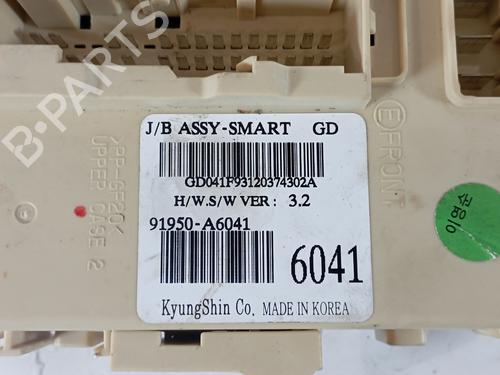 B-PARTS
J/B ASSY-SMART GD
GD041F93120374302A
H/W.S/W VER : 3.2
91950-A6041
6041
KyungShin Co. MADE IN KOREA
UPPER CASE 2
E FRONT